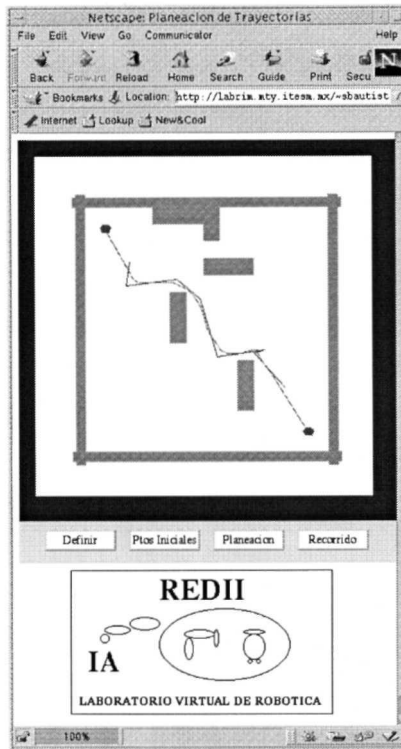 Netscape: Planeacion de Trayectorias
File Edit View Go Communicator Help
Back Forward Reload Home Search Guide Print Secu N
Bookmarks Location: http://labrim.mty.itesm.mx/~sbautist /
Internet Lookup New&Cool
Definir Ptos Iniciales Planeacion Recorrido
REDII
IA
LABORATORIO VIRTUAL DE ROBOTICA
100%